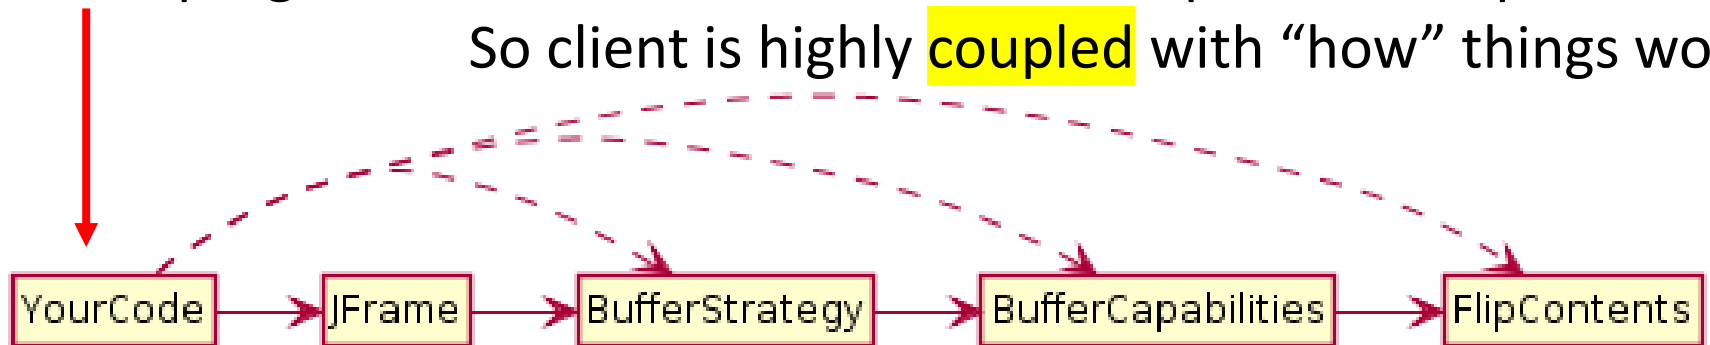 So client is highly coupled with “how” things wo
YourCode JFrame BufferStrategy BufferCapabilities FlipContents